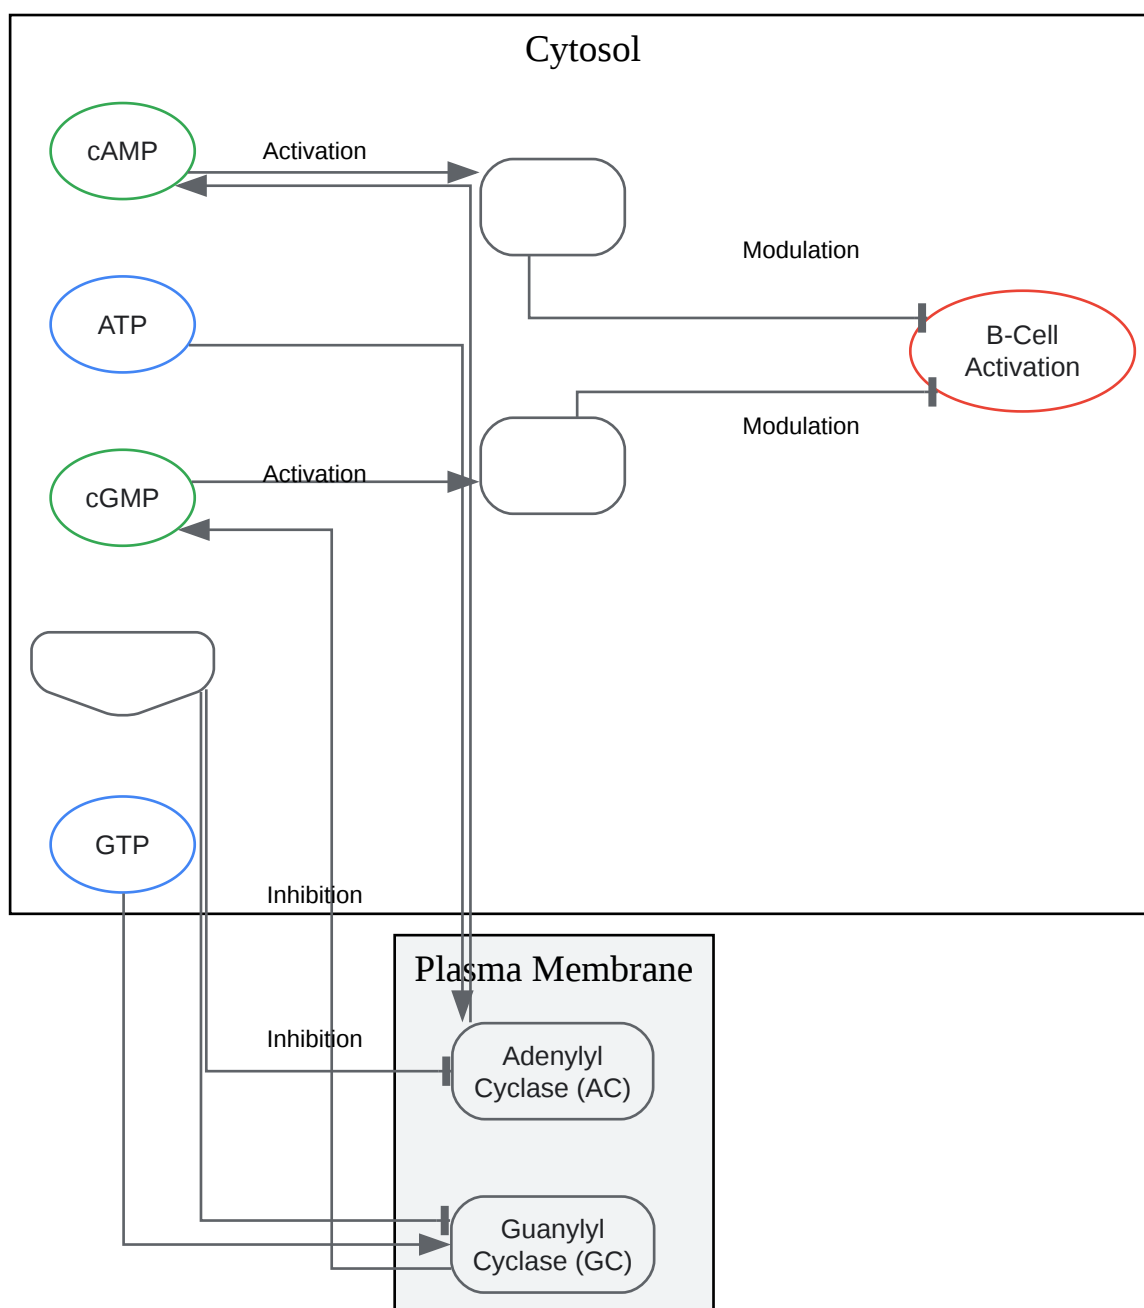 Cytosol
cAMP
Activation
Modulation
ATP
B-Cell
Activation
Modulation
cGMP
Activation
GTP
Inhibition
Plasma Membrane
Inhibition
Adenylyl
Cyclase (AC)
Guanylyl
Cyclase (GC)